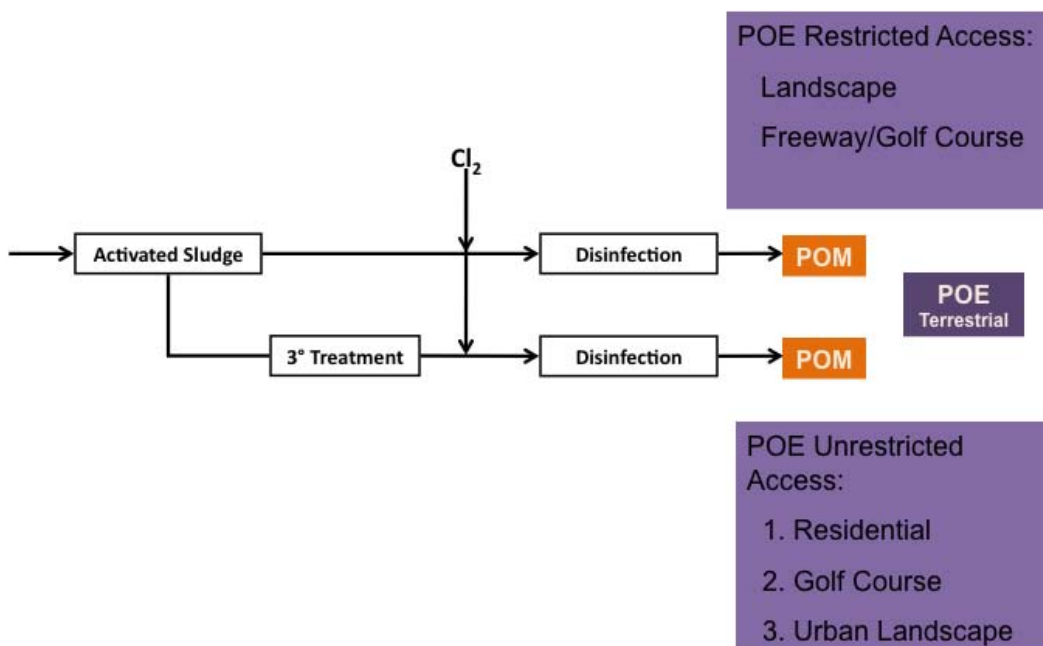 POE Restricted Access:
Landscape
Freeway/Golf Course
Cl₂
Activated Sludge
Disinfection
POM
POE
Terrestrial
3° Treatment
Disinfection
POM
POE Unrestricted
Access:
1. Residential
2. Golf Course
3. Urban Landscape